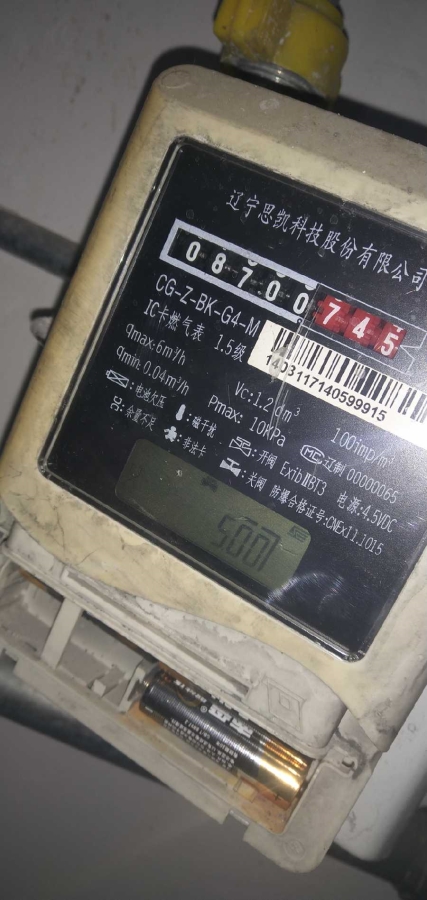 辽宁思凯科技股份有限公司
08700 745
CG-Z-BK-G4-M
IC卡燃气表 1.5级
1403117140599915
qmax:6m³/h
Vc:1.2dm³ 100imp/m³
qmin:0.04m³/h
Pmax: 10KPa MC 辽制 00000065
:电池欠压 :磁干扰 :开阀 ExibⅡBT3 电源:4.5VDC
:余量不足 :非法卡 :关阀 防爆合格证号:CNEx11.1015